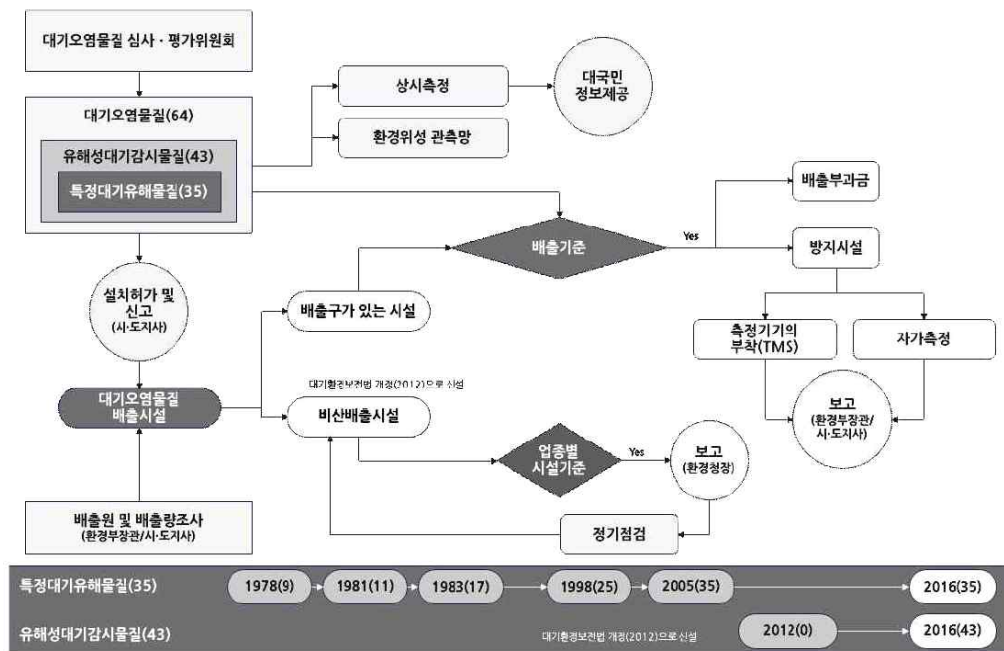 대기오염물질 심사 · 평가위원회
대기오염물질(64)
유해성대기감시물질(43)
특정대기유해물질(35)
상시측정
환경위성 관측망
대국민
정보제공
배출기준
Yes
배출부과금
방지시설
측정기기의
부착(TMS)
자가측정
보고
(환경부장관/
시·도지사)
설치허가 및
신고
(시·도지사)
대기오염물질
배출시설
배출구가 있는 시설
대기환경보전법 개정(2012)으로 신설
비산배출시설
업종별
시설기준
Yes
보고
(환경청장)
정기점검
배출원 및 배출량조사
(환경부장관/시·도지사)
특정대기유해물질(35)
1978(9)
1981(11)
1983(17)
1998(25)
2005(35)
2016(35)
유해성대기감시물질(43)
대기환경보전법 개정(2012)으로 신설
2012(0)
2016(43)